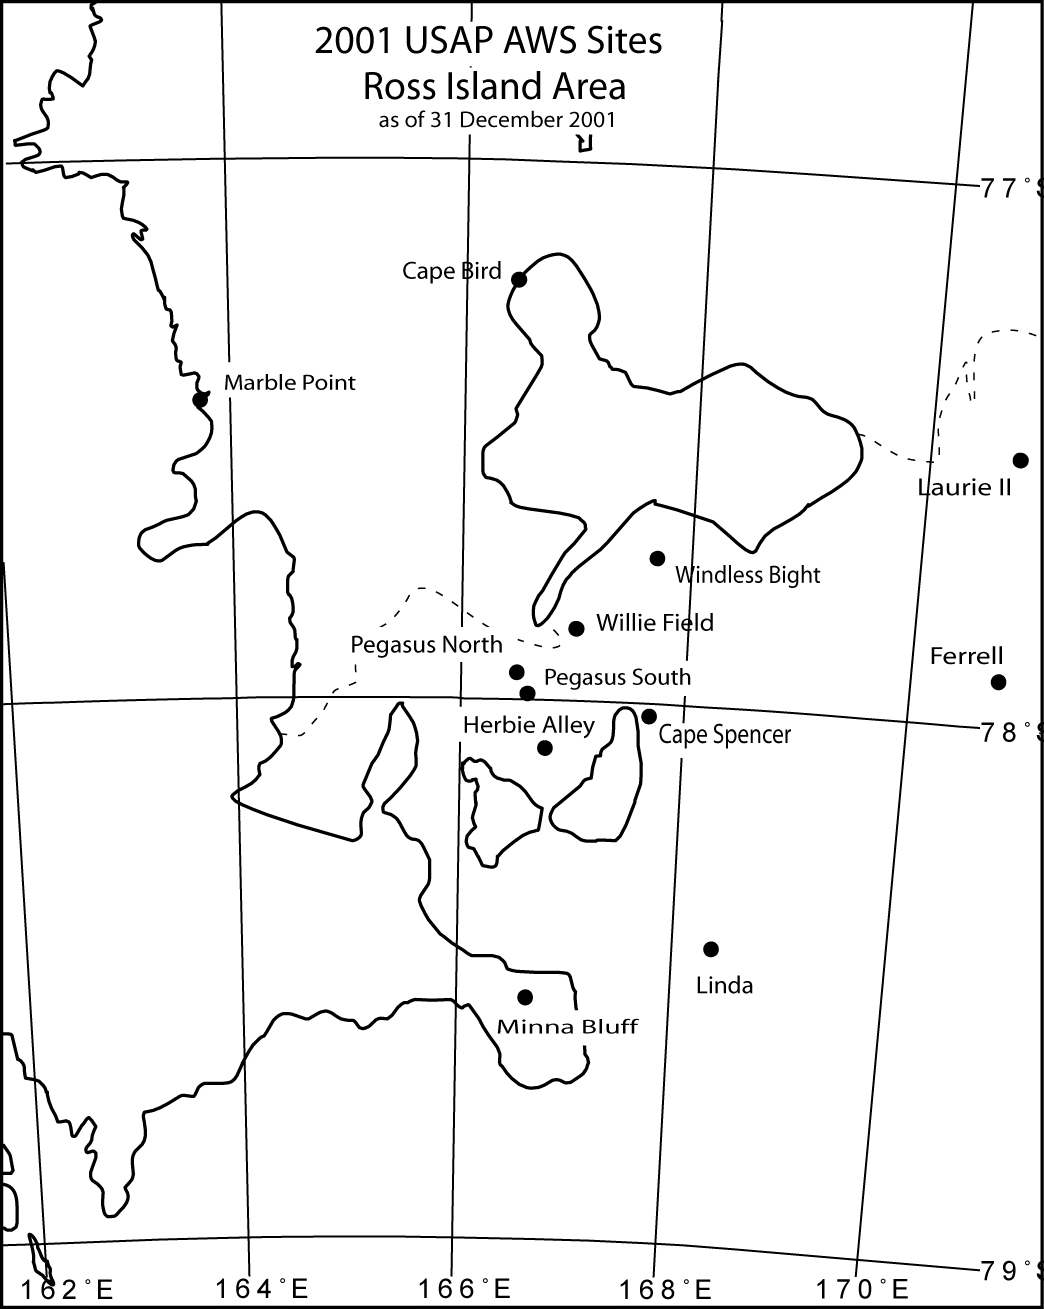 2001 USAP AWS Sites
Ross Island Area
as of 31 December 2001
77°S
Cape Bird
Marble Point
Laurie II
Windless Bight
Willie Field
Pegasus North
Ferrell
Pegasus South
Herbie Alley
Cape Spencer
78°S
Linda
Minna Bluff
79°S
162°E 164°E 166°E 168°E 170°E